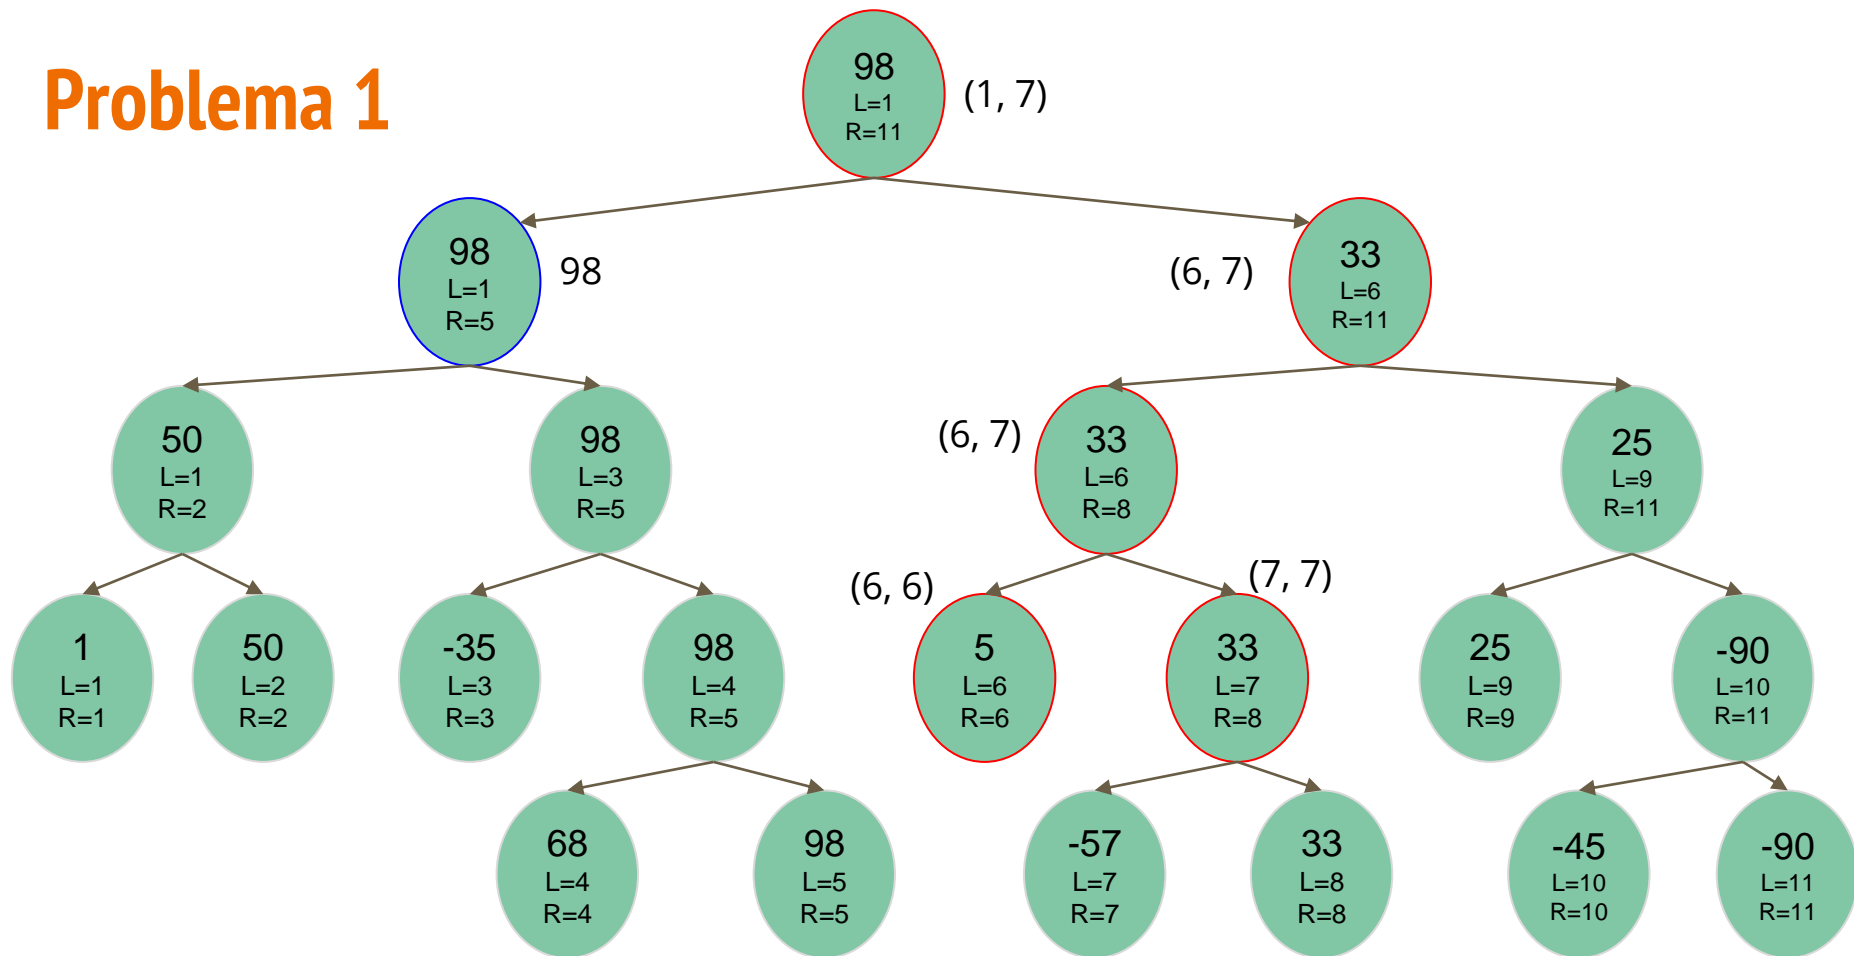 Problema 1
98
L=1
R=11
(1, 7)
98
L=1
R=5
98
(6, 7)
33
L=6
R=11
50
L=1
R=2
98
L=3
R=5
(6, 7)
33
L=6
R=8
25
L=9
R=11
1
L=1
R=1
50
L=2
R=2
-35
L=3
R=3
98
L=4
R=5
(6, 6)
5
L=6
R=6
(7, 7)
33
L=7
R=8
25
L=9
R=9
-90
L=10
R=11
68
L=4
R=4
98
L=5
R=5
-57
L=7
R=7
33
L=8
R=8
-45
L=10
R=10
-90
L=11
R=11